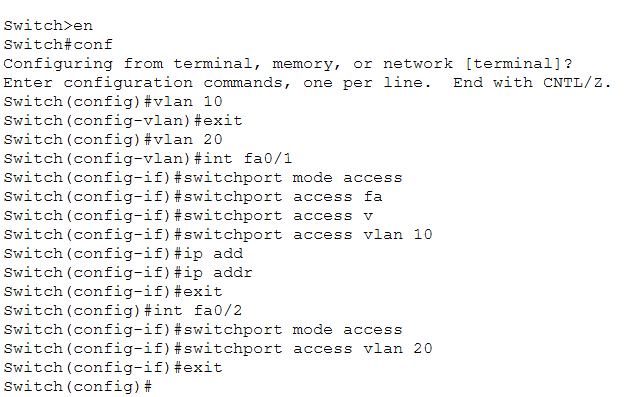 Switch>en
Switch#conf
Configuring from terminal, memory, or network [terminal]?
Enter configuration commands, one per line.  End with CNTL/Z.
Switch(config)#vlan 10
Switch(config-vlan)#exit
Switch(config)#vlan 20
Switch(config-vlan)#int fa0/1
Switch(config-if)#switchport mode access
Switch(config-if)#switchport access fa
Switch(config-if)#switchport access v
Switch(config-if)#switchport access vlan 10
Switch(config-if)#ip add
Switch(config-if)#ip addr
Switch(config-if)#exit
Switch(config)#int fa0/2
Switch(config-if)#switchport mode access
Switch(config-if)#switchport access vlan 20
Switch(config-if)#exit
Switch(config)#